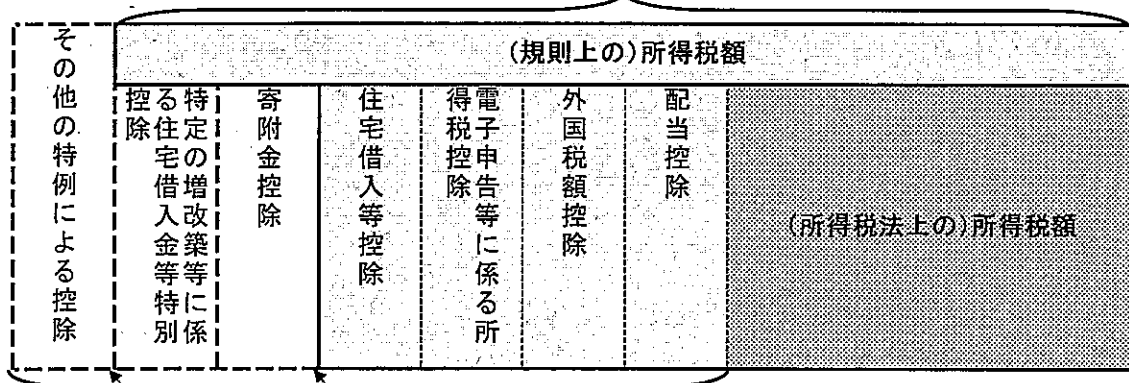 (規則上の)所得税額
その他の特例による控除
特定の増改築等に係
る住宅借入金等特別
控除
寄附金控除
住宅借入等控除
電子申告等に係る所
得税控除
外国税額控除
配当控除
(所得税法上の)所得税額